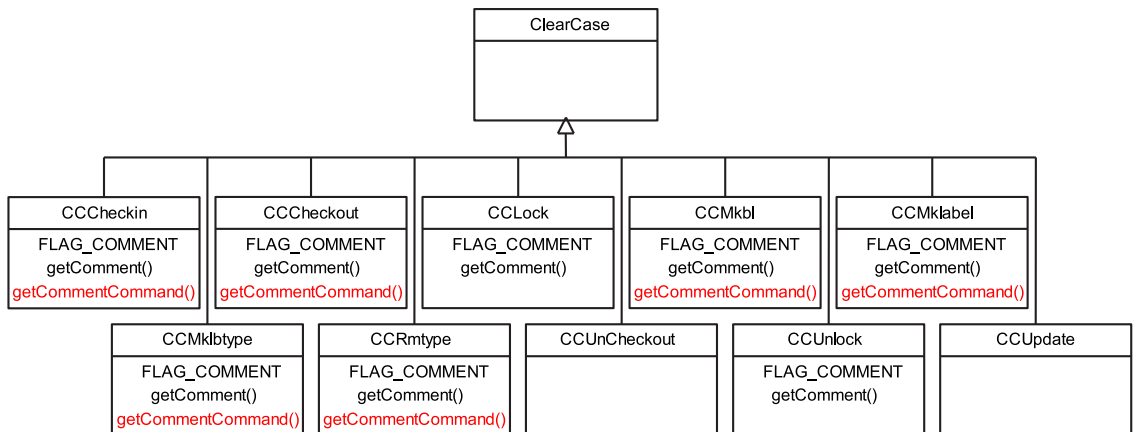 ClearCase
CCCheckin
FLAG_COMMENT
getComment()
getCommentCommand()
CCCheckout
FLAG_COMMENT
getComment()
getCommentCommand()
CCLock
FLAG_COMMENT
getComment()
CCMkbl
FLAG_COMMENT
getComment()
getCommentCommand()
CCMklabel
FLAG_COMMENT
getComment()
getCommentCommand()
CCMklbtype
FLAG_COMMENT
getComment()
getCommentCommand()
CCRmtype
FLAG_COMMENT
getComment()
getCommentCommand()
CCUnCheckout
CCUnlock
FLAG_COMMENT
getComment()
CCUpdate